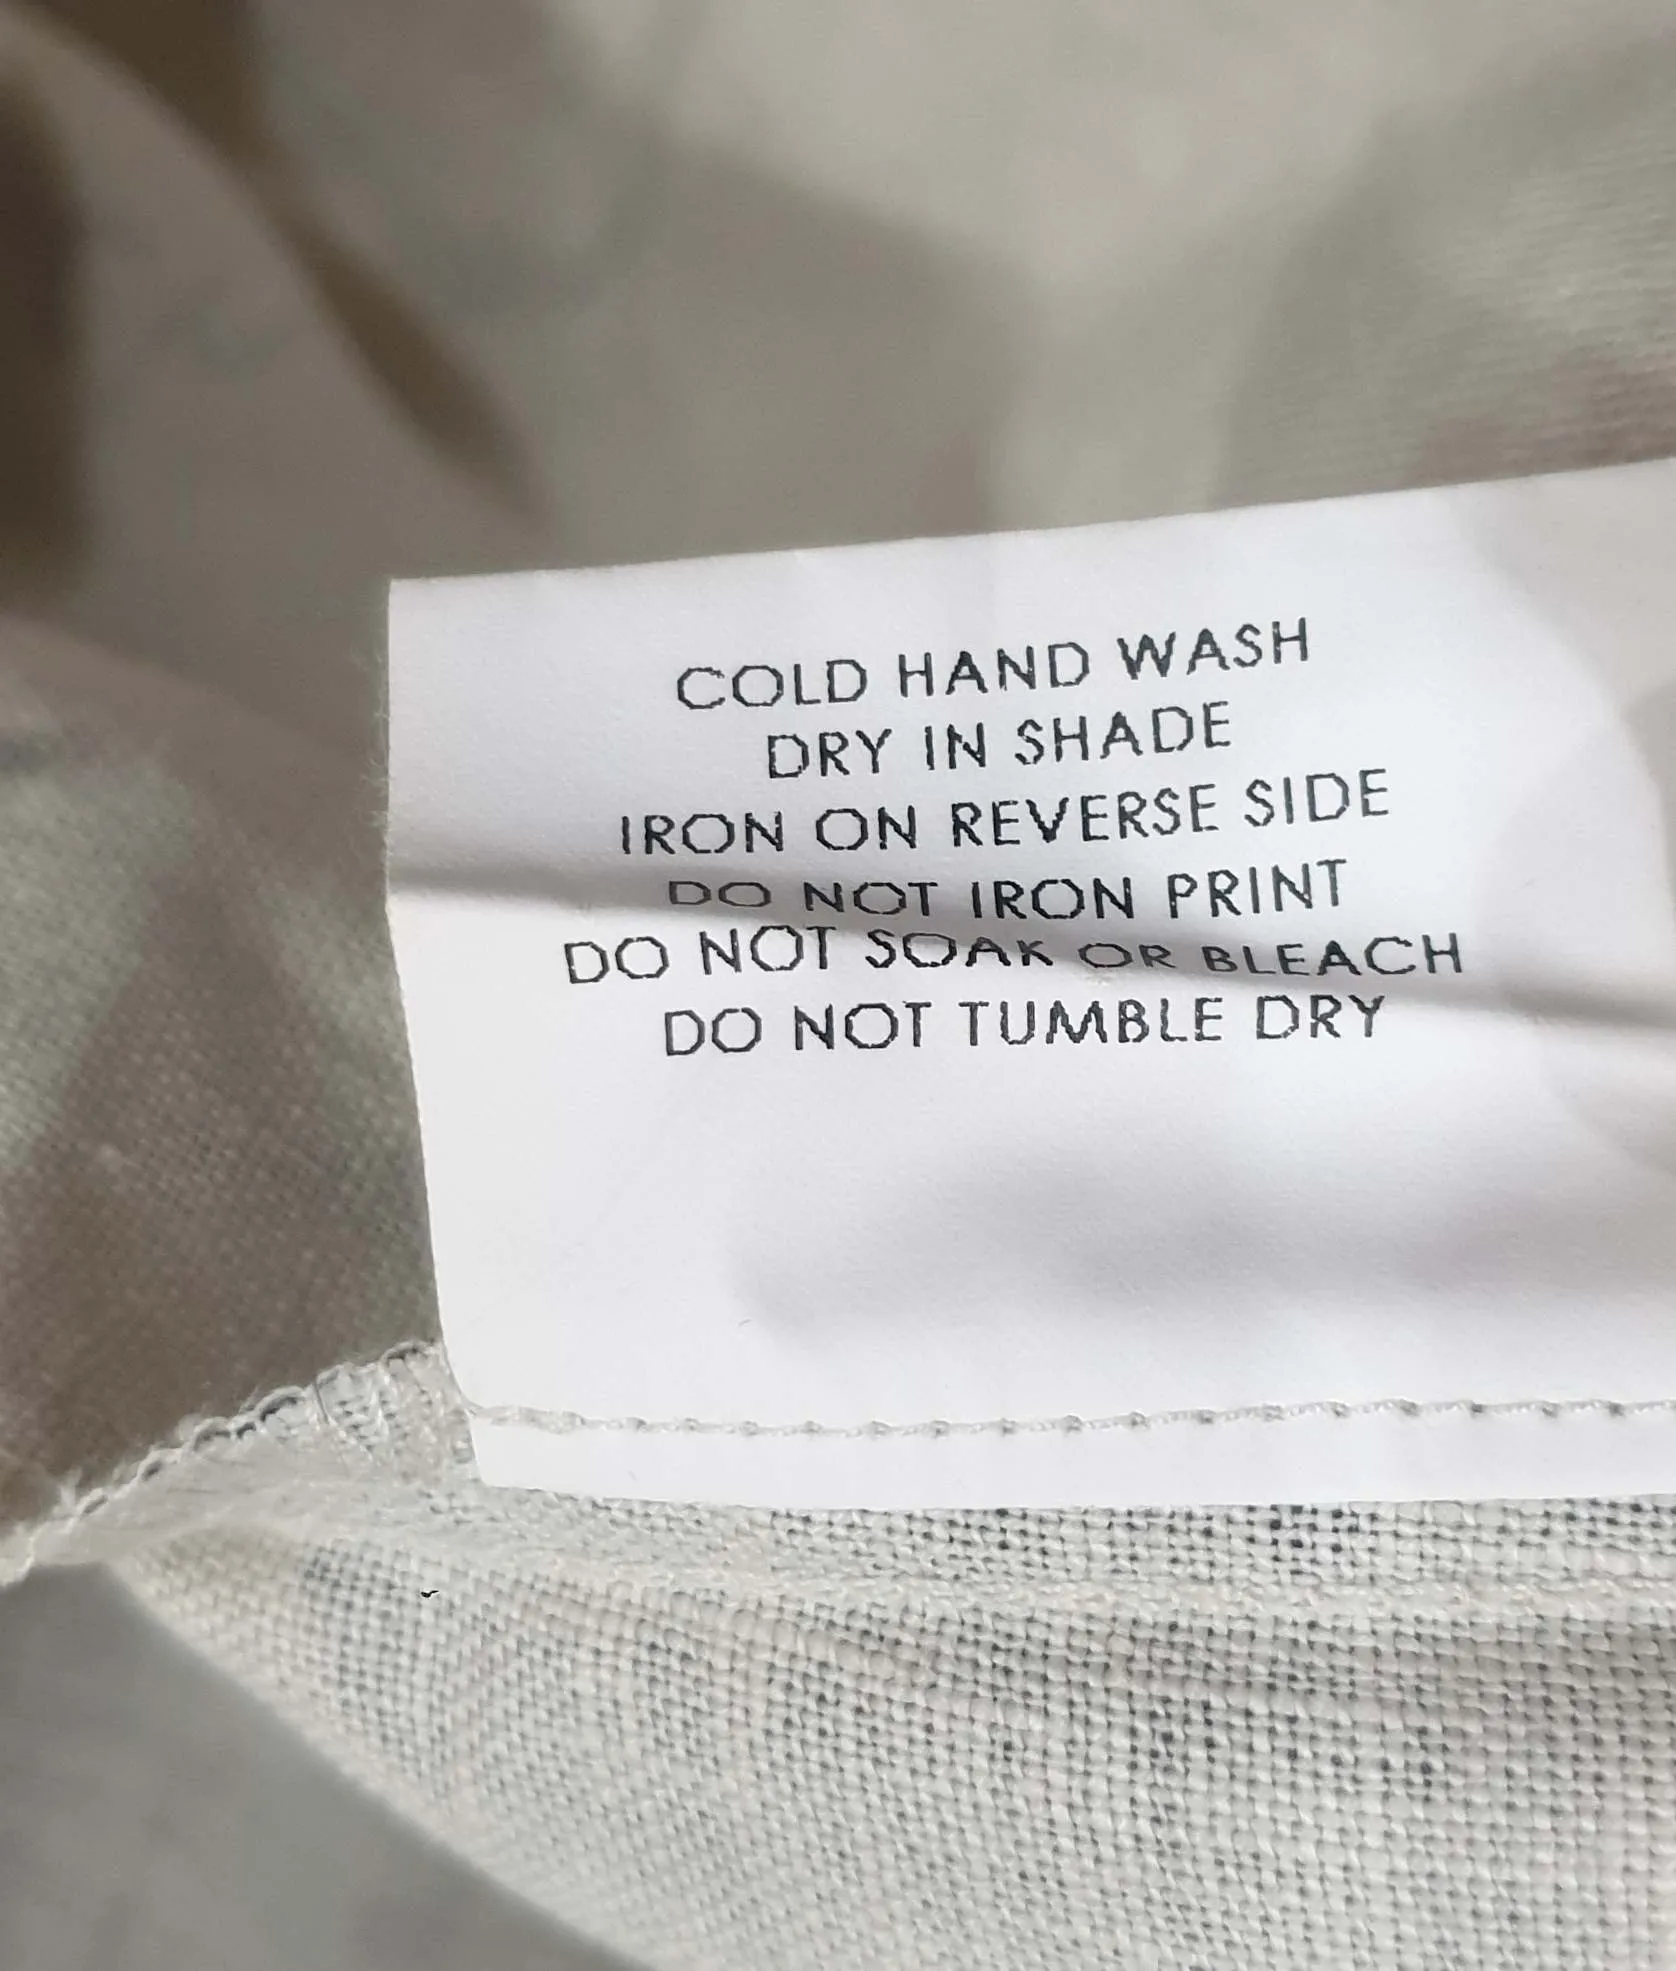 COLD HAND WASH
DRY IN SHADE
IRON ON REVERSE SIDE
DO NOT IRON PRINT
DO NOT SOAK OR BLEACH
DO NOT TUMBLE DRY